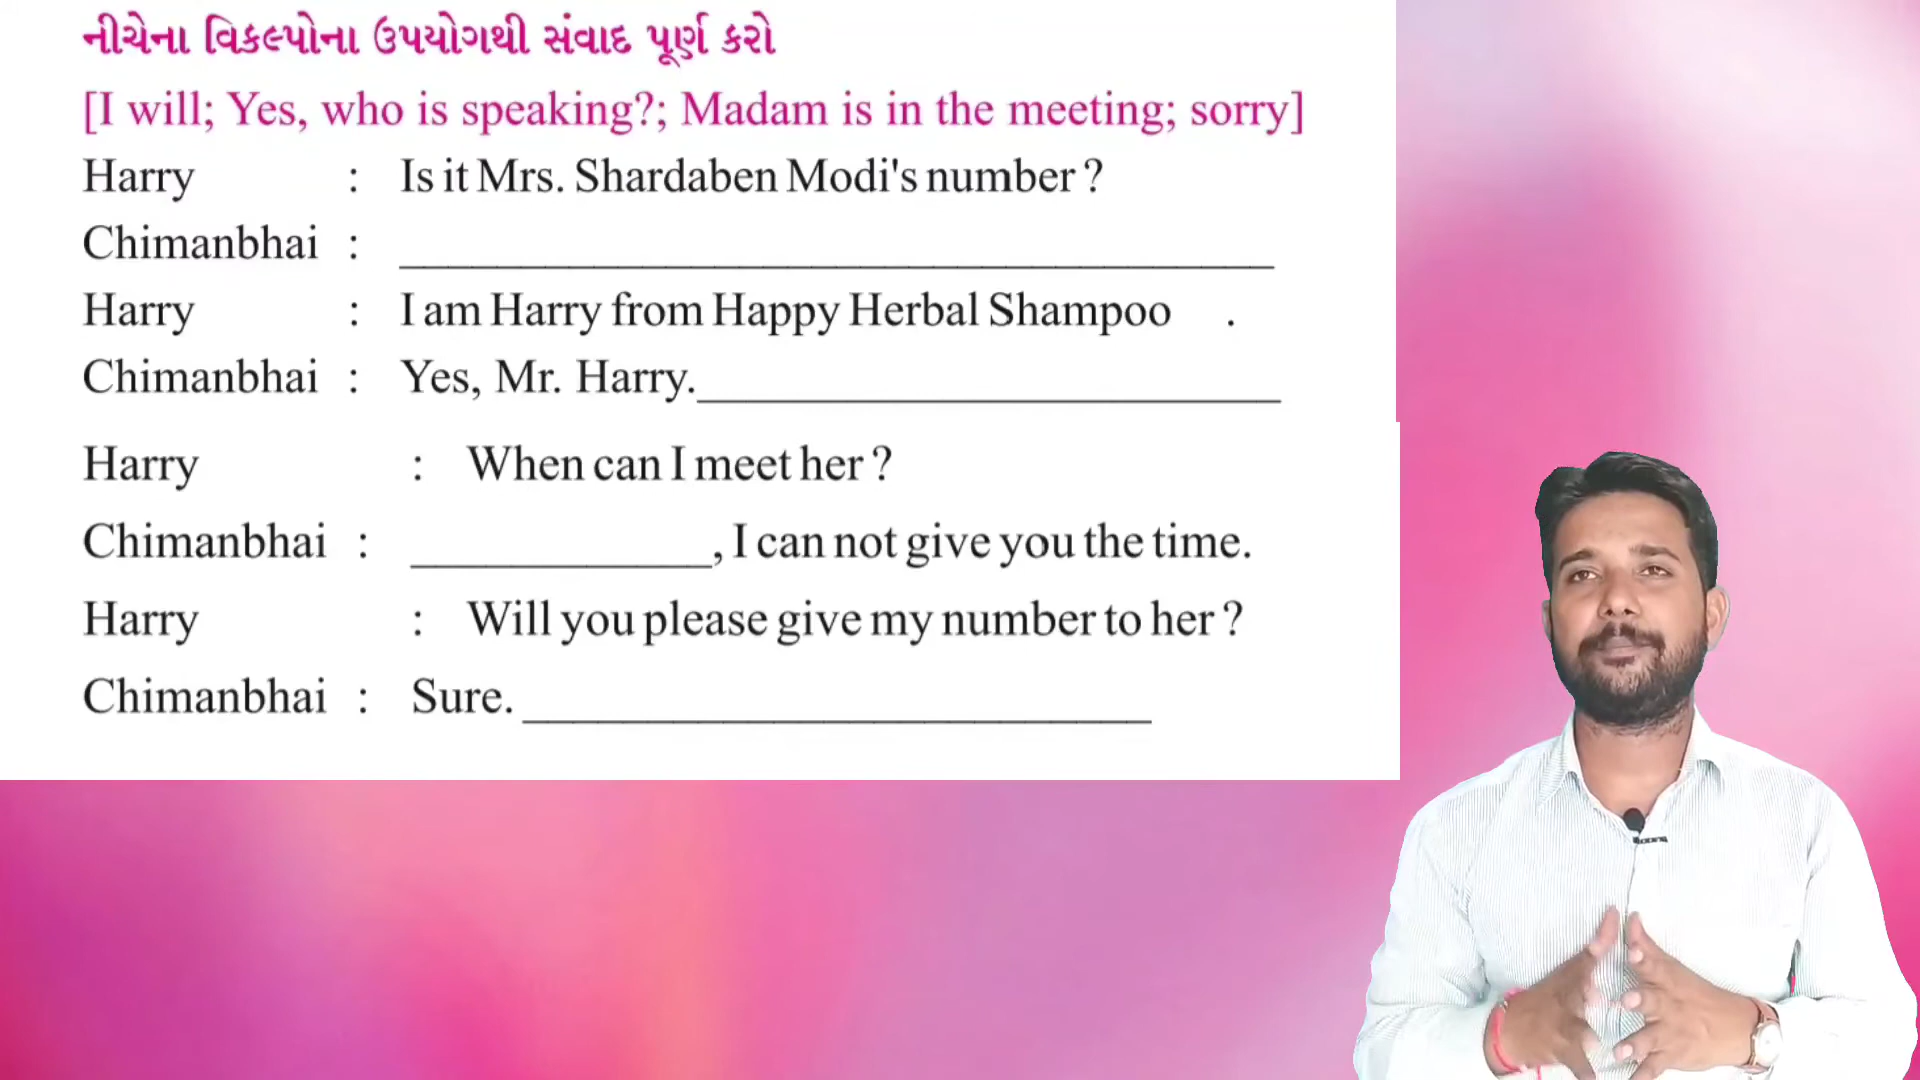 નીચેના વિકલ્પોના ઉપયોગથી સંવાદ પૂર્ણ કરો
[I will; Yes, who is speaking?; Madam is in the meeting; sorry]
Harry : Is it Mrs. Shardaben Modi's number ?
Chimanbhai : ____________________
Harry : I am Harry from Happy Herbal Shampoo .
Chimanbhai : Yes, Mr. Harry.____________________
Harry : When can I meet her ?
Chimanbhai : ____________, I can not give you the time.
Harry : Will you please give my number to her ?
Chimanbhai : Sure. ____________________